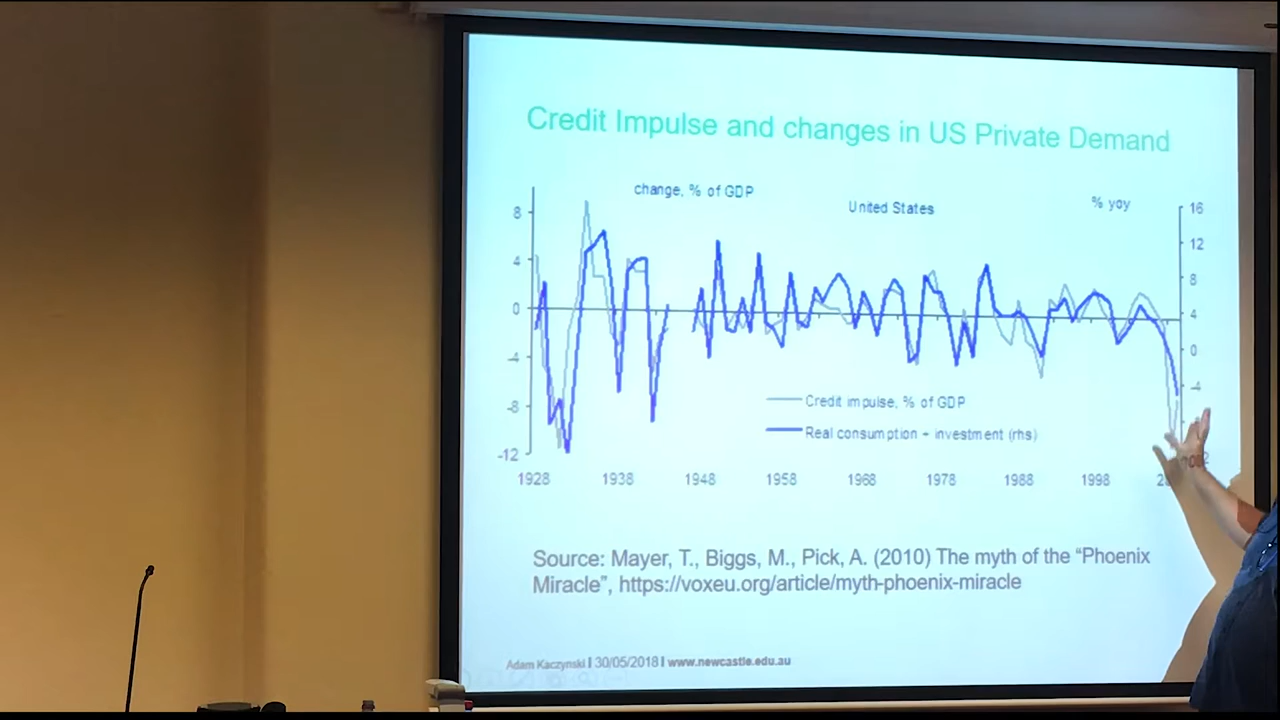 Credit Impulse and changes in US Private Demand
change, % of GDP
United States
% yoy
8
4
0
-4
-8
-12
16
12
8
4
0
-4
Credit impulse, % of GDP
Real consumption + investment (rhs)
1928 1938 1948 1958 1968 1978 1988 1998
Source: Mayer, T., Biggs, M., Pick, A. (2010) The myth of the “Phoenix
Miracle”, https://voxeu.org/article/myth-phoenix-miracle
Adam Kaczynski I 30/05/2018 I www.newcastle.edu.au